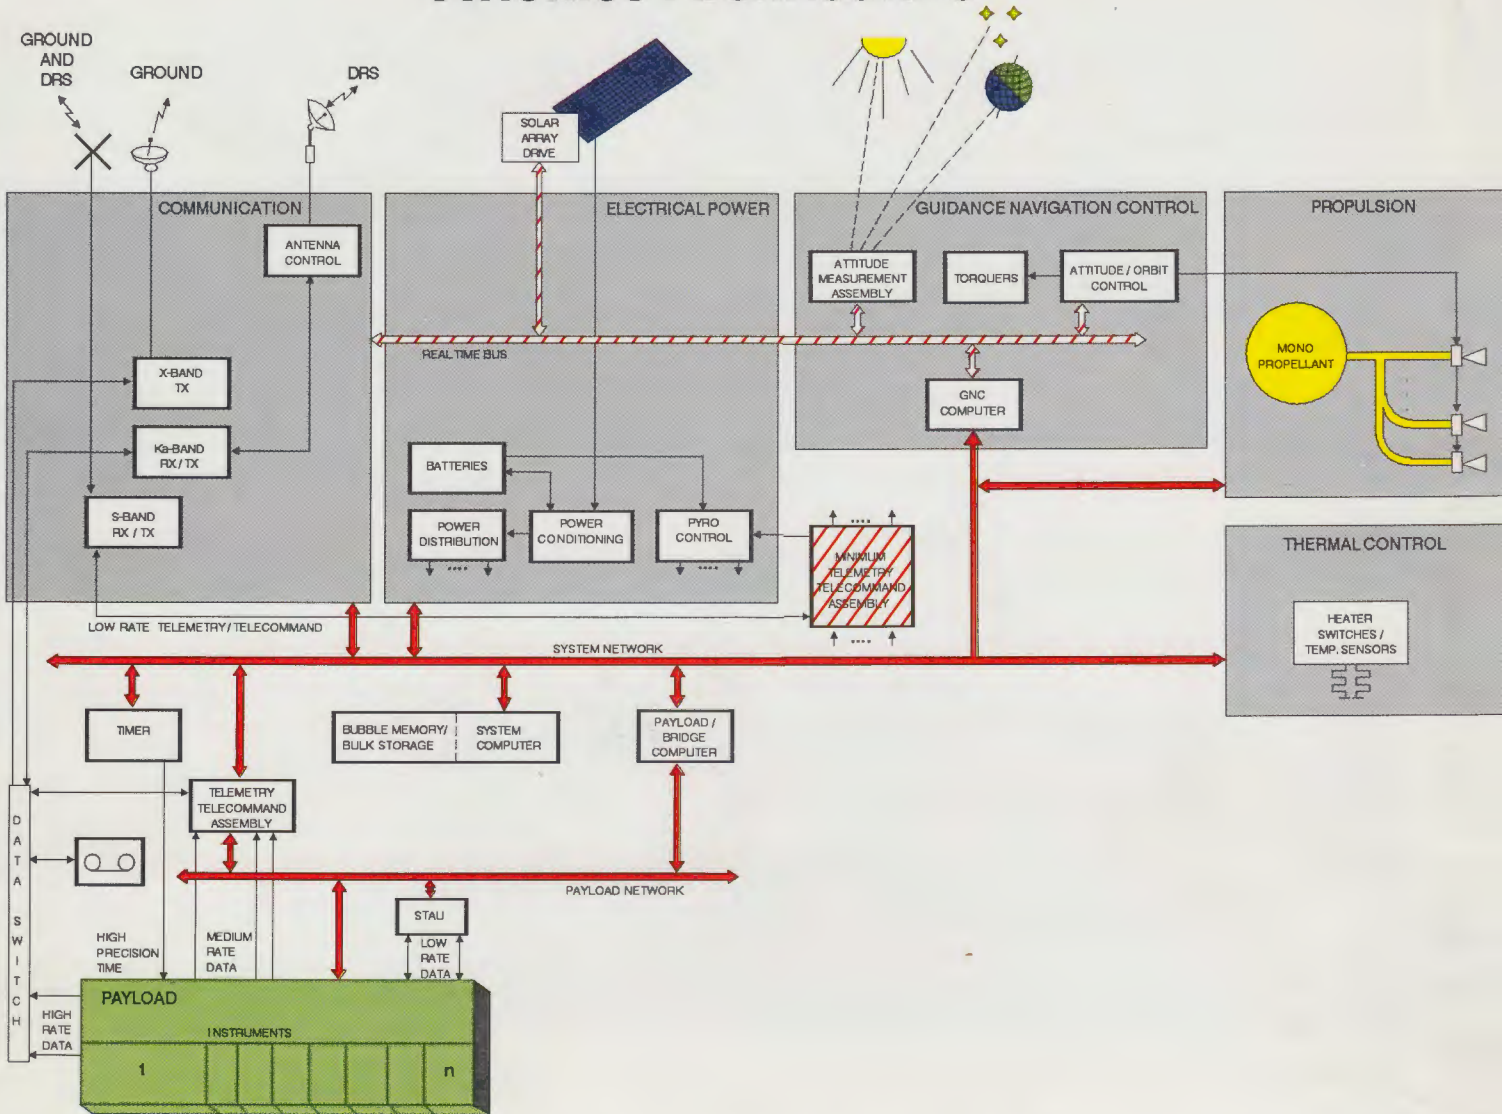 GROUND
AND
DRS
GROUND
DRS
SOLAR
ARRAY
DRIVE
COMMUNICATION
ANTENNA
CONTROL
X-BAND
TX
Ka-BAND
RX/TX
S-BAND
RX / TX
ELECTRICAL POWER
REAL TIME BUS
BATTERIES
POWER
DISTRIBUTION
POWER
CONDITIONING
PYRO
CONTROL
GUIDANCE NAVIGATION CONTROL
ATTITUDE
MEASUREMENT
ASSEMBLY
TORQUERS
ATTITUDE / ORBIT
CONTROL
GNC
COMPUTER
PROPULSION
MONO
PROPELLANT
MINIMUM
TELEMETRY
TELECOMMAND
ASSEMBLY
THERMAL CONTROL
HEATER
SWITCHES /
TEMP. SENSORS
LOW RATE TELEMETRY/TELECOMMAND
SYSTEM NETWORK
TIMER
BUBBLE MEMORY/
BULK STORAGE
SYSTEM
COMPUTER
PAYLOAD /
BRIDGE
COMPUTER
TELEMETRY
TELECOMMAND
ASSEMBLY
DATA SWITCH
PAYLOAD NETWORK
STAU
HIGH
PRECISION
TIME
MEDIUM
RATE
DATA
LOW
RATE
DATA
HIGH
RATE
DATA
PAYLOAD
INSTRUMENTS
1
n